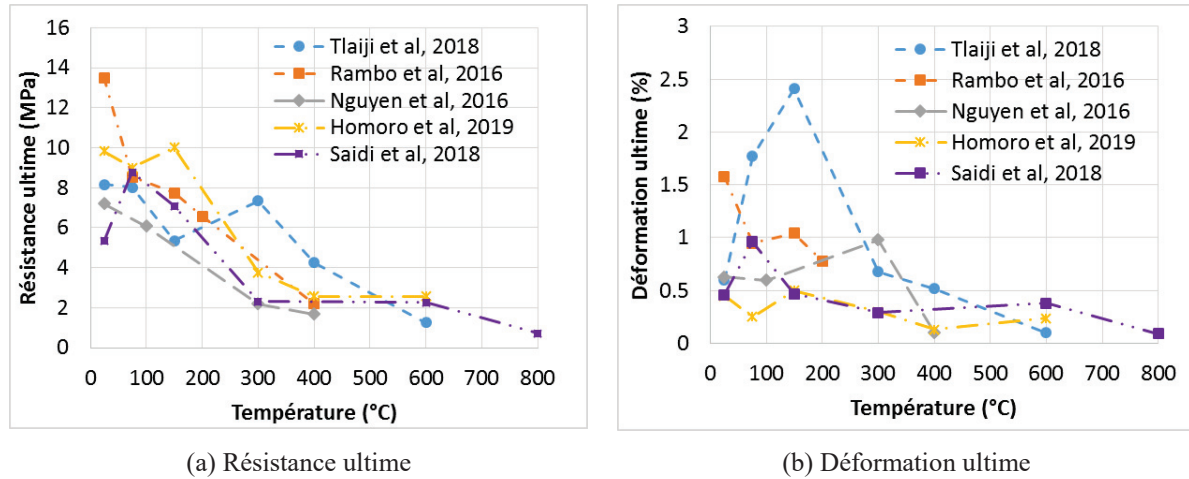 16
14
12
10
8
6
4
2
0
Résistance ultime (MPa)
Tlaiji et al, 2018
Rambo et al, 2016
Nguyen et al, 2016
Homoro et al, 2019
Saidi et al, 2018
0 100 200 300 400 500 600 700 800
Température (°C)
(a) Résistance ultime
3
2.5
2
1.5
1
0.5
0
Déformation ultime (%)
Tlaiji et al, 2018
Rambo et al, 2016
Nguyen et al, 2016
Homoro et al, 2019
Saidi et al, 2018
0 100 200 300 400 500 600 700 800
Température (°C)
(b) Déformation ultime